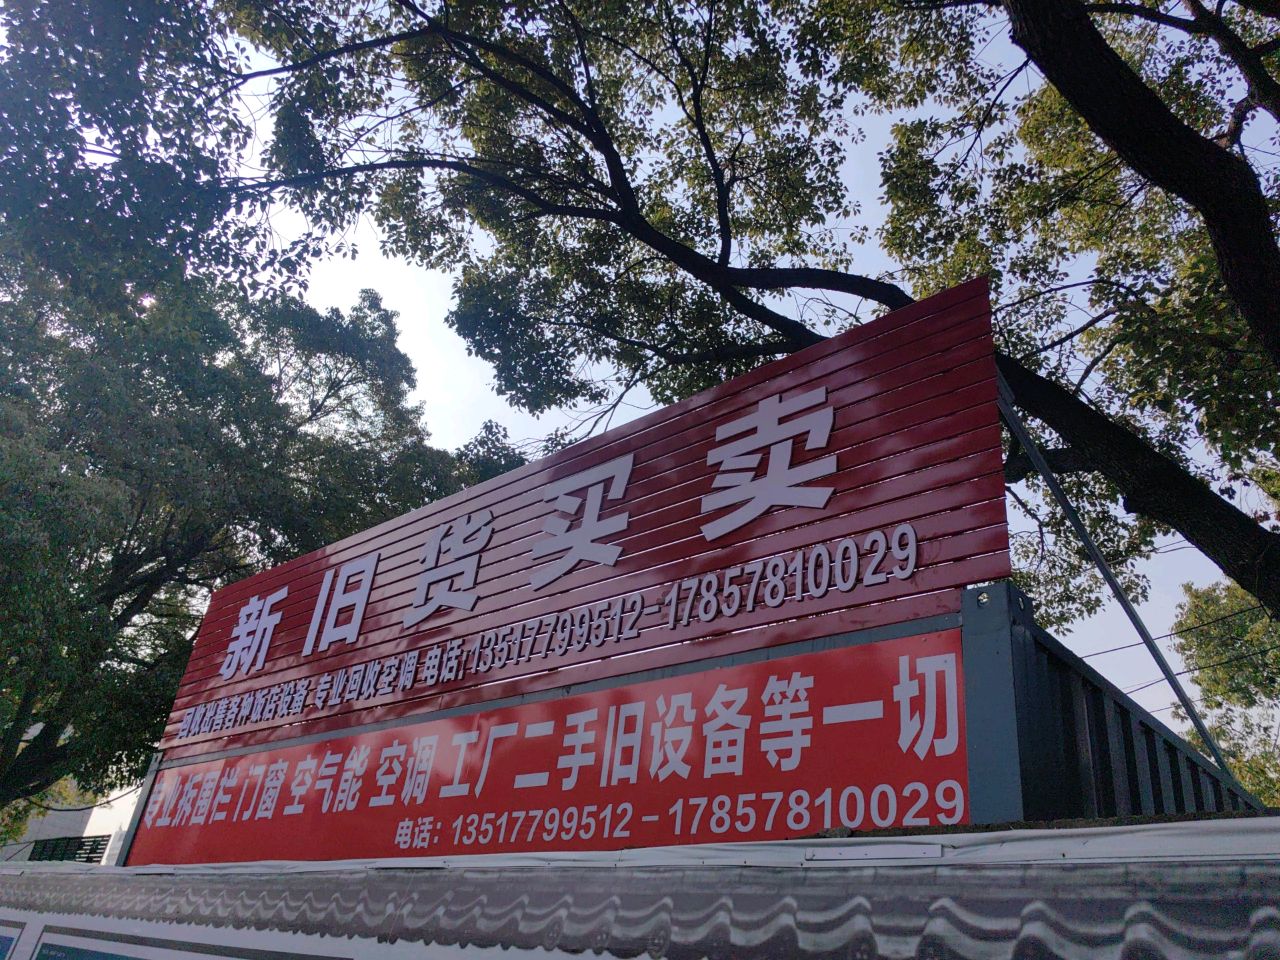 新旧货买卖
回收出售各种饭店设备 专业回收空调 电话:13517799512-17857810029
专业拆围栏 门窗 空气能 空调 工厂二手旧设备等一切
电话：13517799512-17857810029